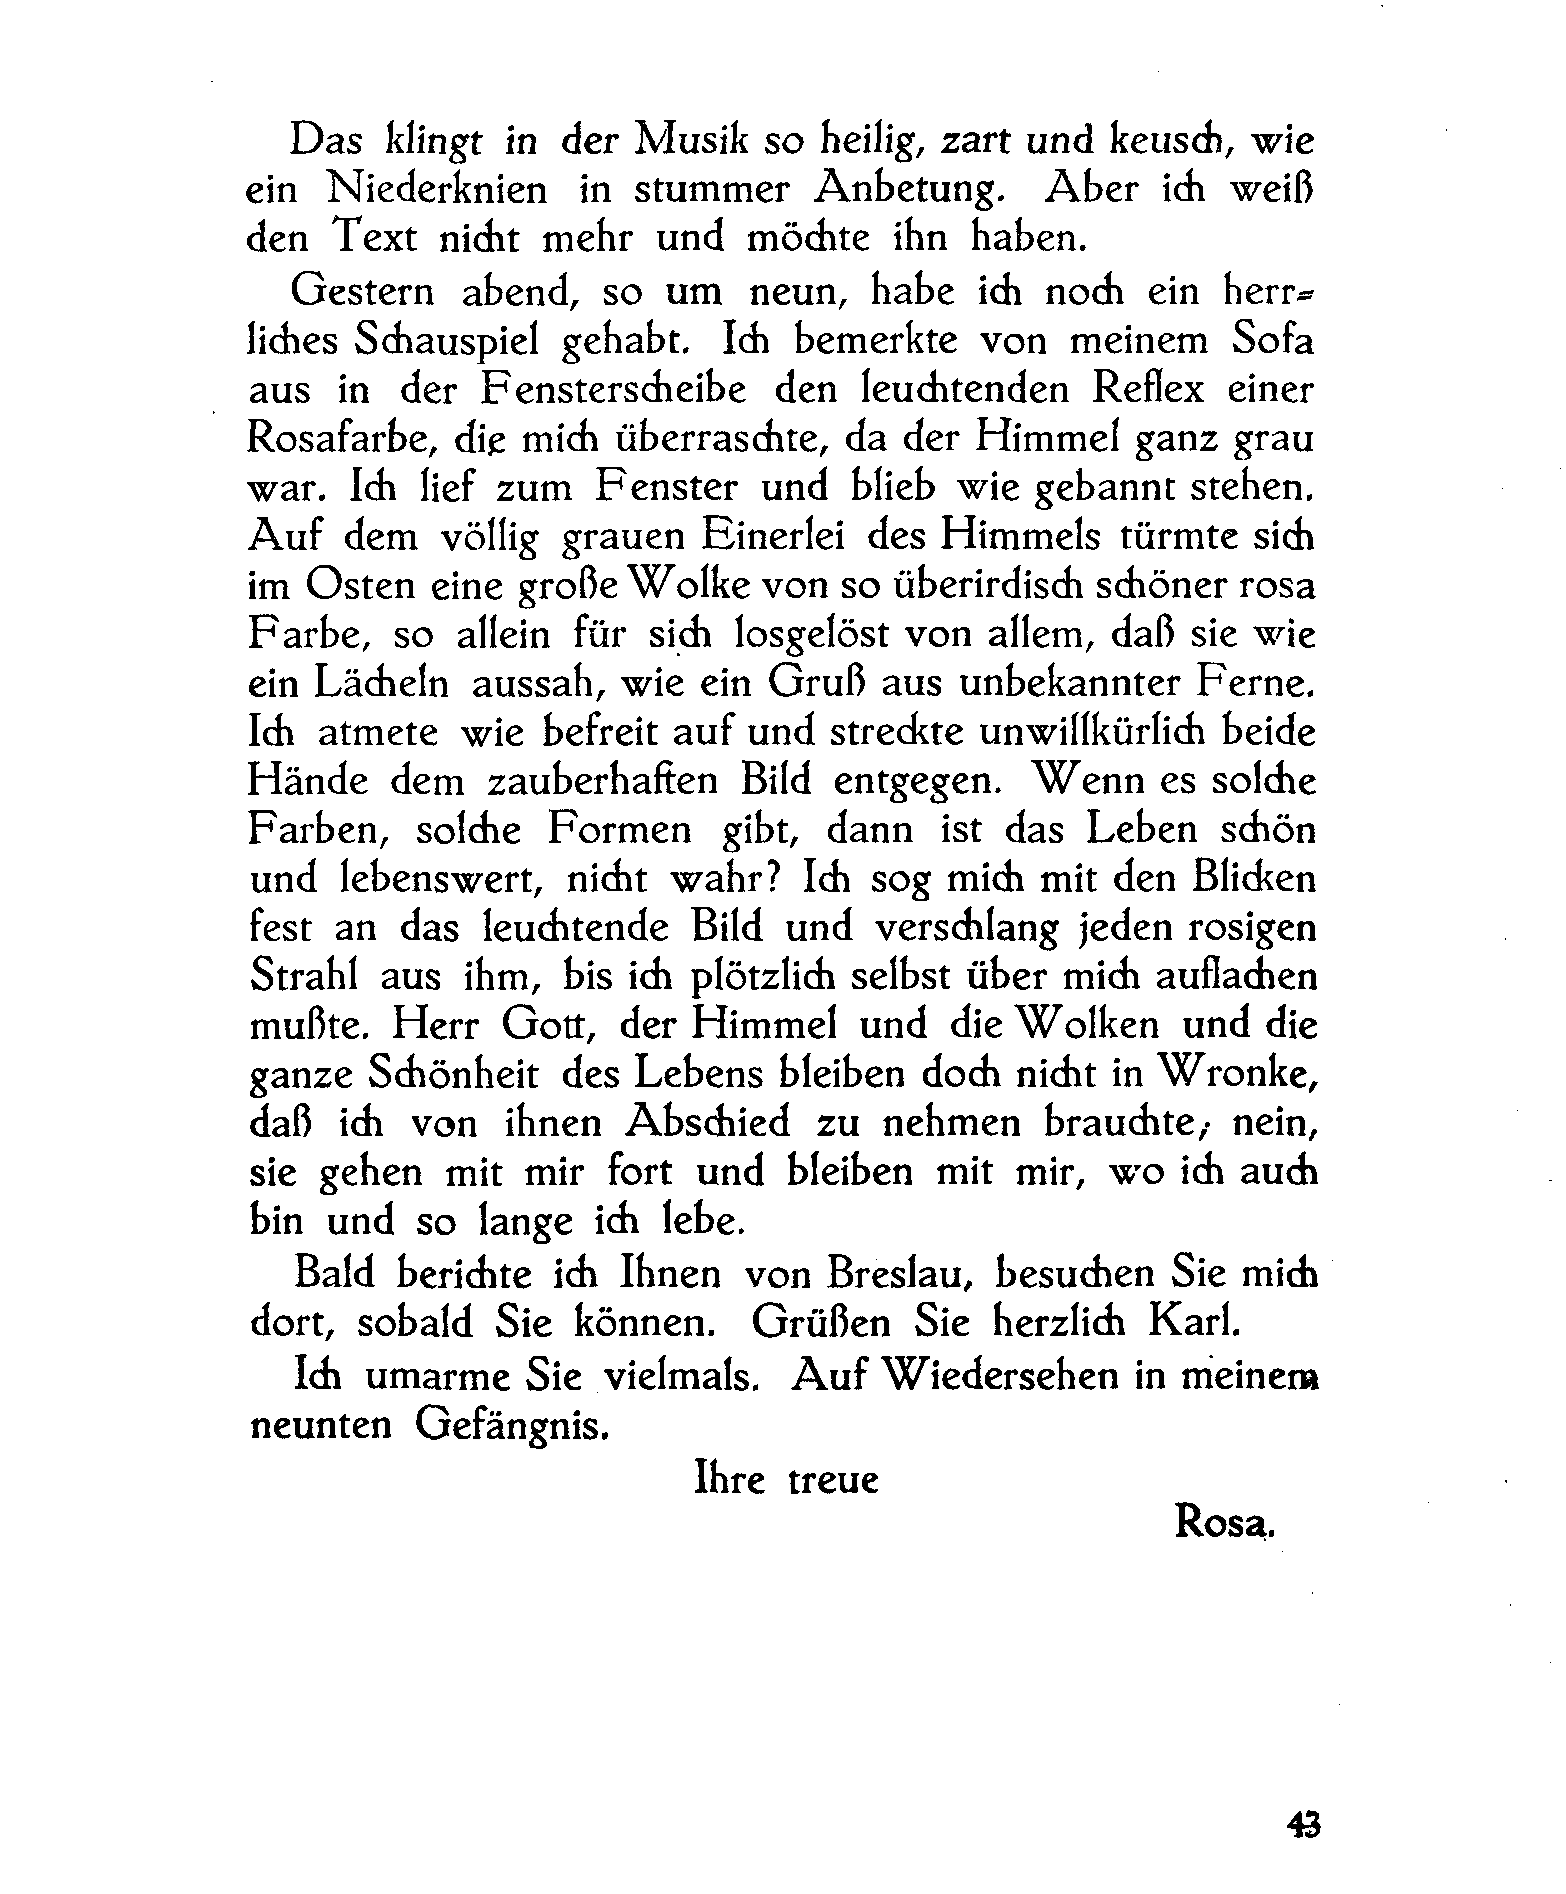 Das klingt in der Musik so heilig, zart und keusch, wie
ein Niederknien in stummer Anbetung. Aber ich weiß
den Text nicht mehr und möchte ihn haben.
Gestern abend, so um neun, habe ich noch ein herr-
liches Schauspiel gehabt. Ich bemerkte von meinem Sofa
aus in der Fensterscheibe den leuchtenden Reflex einer
Rosafarbe, die mich überraschte, da der Himmel ganz grau
war. Ich lief zum Fenster und blieb wie gebannt stehen.
Auf dem völlig grauen Einerlei des Himmels türmte sich
im Osten eine große Wolke von so überirdisch schöner rosa
Farbe, so allein für sich losgelöst von allem, daß sie wie
ein Lächeln aussah, wie ein Gruß aus unbekannter Ferne.
Ich atmete wie befreit auf und streckte unwillkürlich beide
Hände dem zauberhaften Bild entgegen. Wenn es solche
Farben, solche Formen gibt, dann ist das Leben schön
und lebenswert, nicht wahr? Ich sog mich mit den Blicken
fest an das leuchtende Bild und verschlang jeden rosigen
Strahl aus ihm, bis ich plötzlich selbst über mich auflachen
mußte. Herr Gott, der Himmel und die Wolken und die
ganze Schönheit des Lebens bleiben doch nicht in Wronke,
daß ich von ihnen Abschied zu nehmen brauchte; nein,
sie gehen mit mir fort und bleiben mit mir, wo ich auch
bin und so lange ich lebe.
Bald berichte ich Ihnen von Breslau, besuchen Sie mich
dort, sobald Sie können. Grüßen Sie herzlich Karl.
Ich umarme Sie vielmals. Auf Wiedersehen in meinem
neunten Gefängnis.
Ihre treue
Rosa.
43